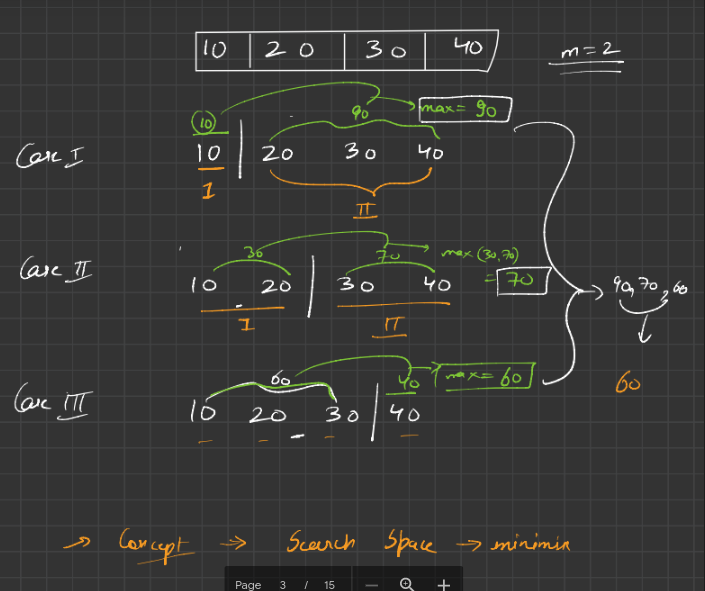 10 20 30 40 m = 2
10 90 max = 90
Case I 10 20 30 40
I II
30 70 max (30, 70)
Case II 10 20 30 40 = 70 90, 70, 60
I II
60 40 max = 60 60
Case III 10 20 30 40
→ Concept → Search Space → minimin
Page 3 / 15 — +